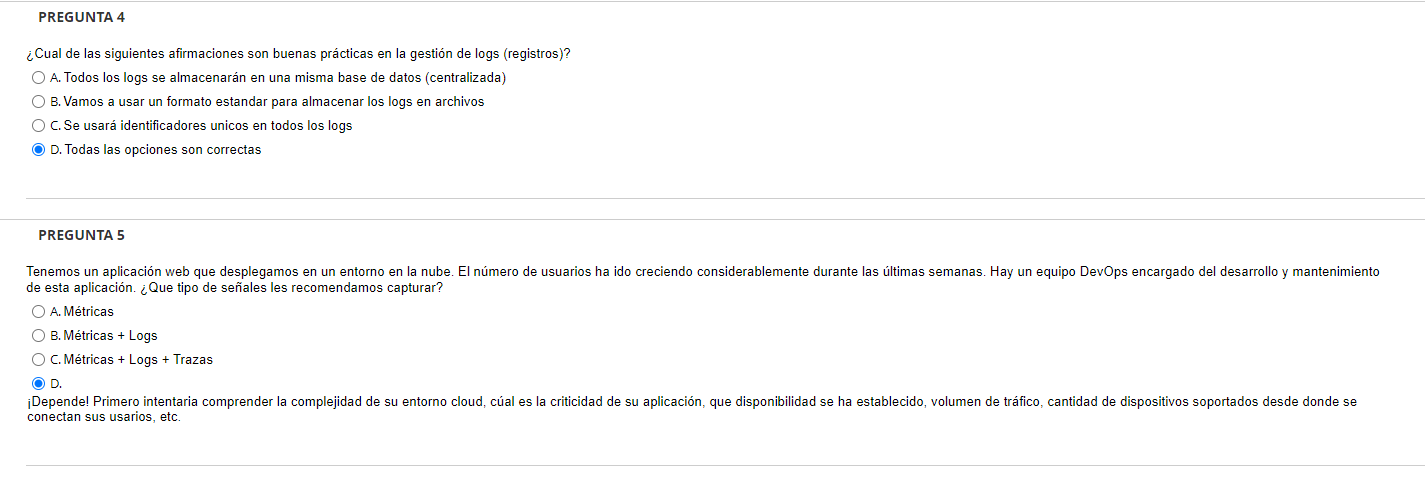 PREGUNTA 4
¿Cual de las siguientes afirmaciones son buenas prácticas en la gestión de logs (registros)?
A. Todos los logs se almacenarán en una misma base de datos (centralizada)
B. Vamos a usar un formato estandar para almacenar los logs en archivos
C. Se usará identificadores unicos en todos los logs
D. Todas las opciones son correctas
PREGUNTA 5
Tenemos un aplicación web que desplegamos en un entorno en la nube. El número de usuarios ha ido creciendo considerablemente durante las últimas semanas. Hay un equipo DevOps encargado del desarrollo y mantenimiento
de esta aplicación. ¿Que tipo de señales les recomendamos capturar?
A. Métricas
B. Métricas + Logs
C. Métricas + Logs + Trazas
D.
¡Depende! Primero intentaria comprender la complejidad de su entorno cloud, cúal es la criticidad de su aplicación, que disponibilidad se ha establecido, volumen de tráfico, cantidad de dispositivos soportados desde donde se
conectan sus usarios, etc.